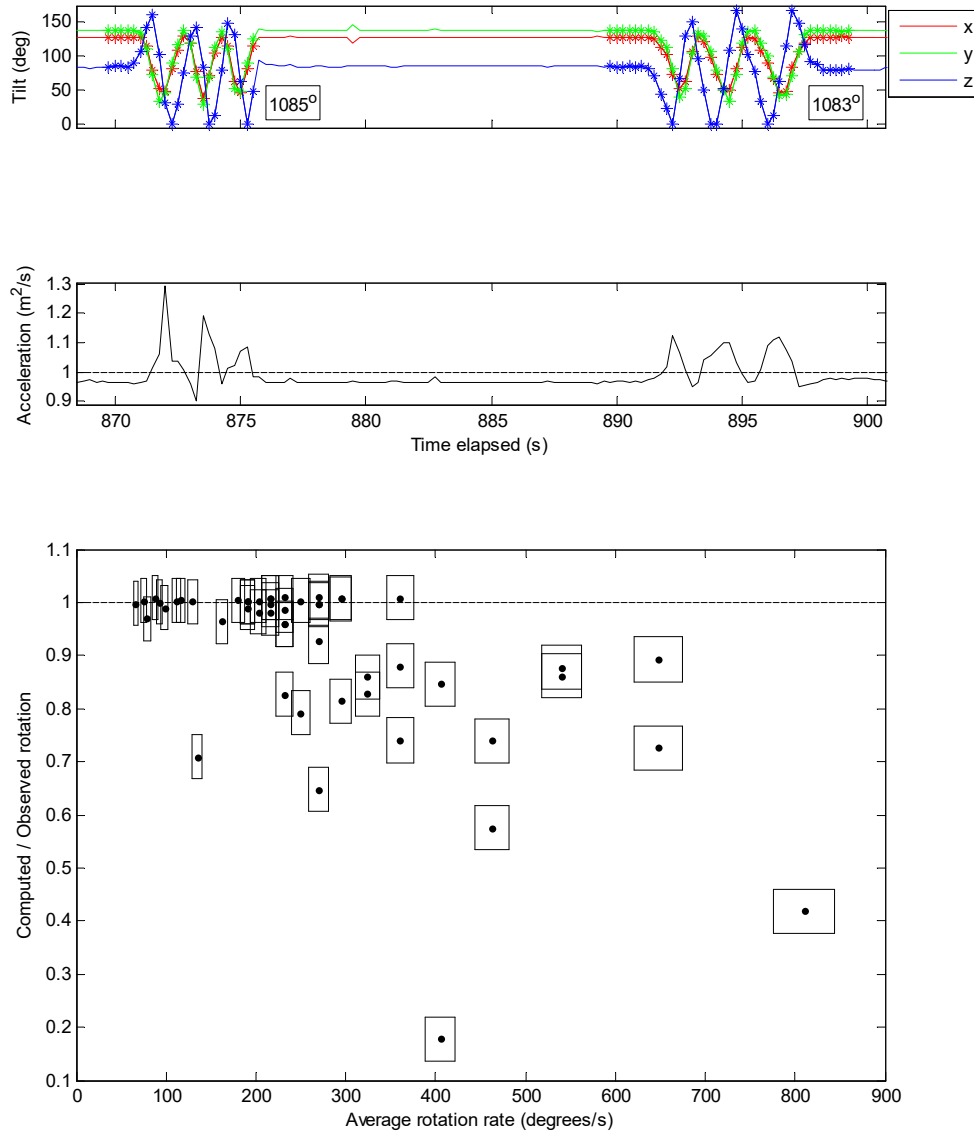 150
100
50
0
Tilt (deg)
1085o
1083o
x
y
z
1.3
1.2
1.1
1
0.9
Acceleration (m2/s)
870 875 880 885 890 895 900
Time elapsed (s)
1.1
1
0.9
0.8
0.7
0.6
0.5
0.4
0.3
0.2
0.1
Computed / Observed rotation
0 100 200 300 400 500 600 700 800 900
Average rotation rate (degrees/s)